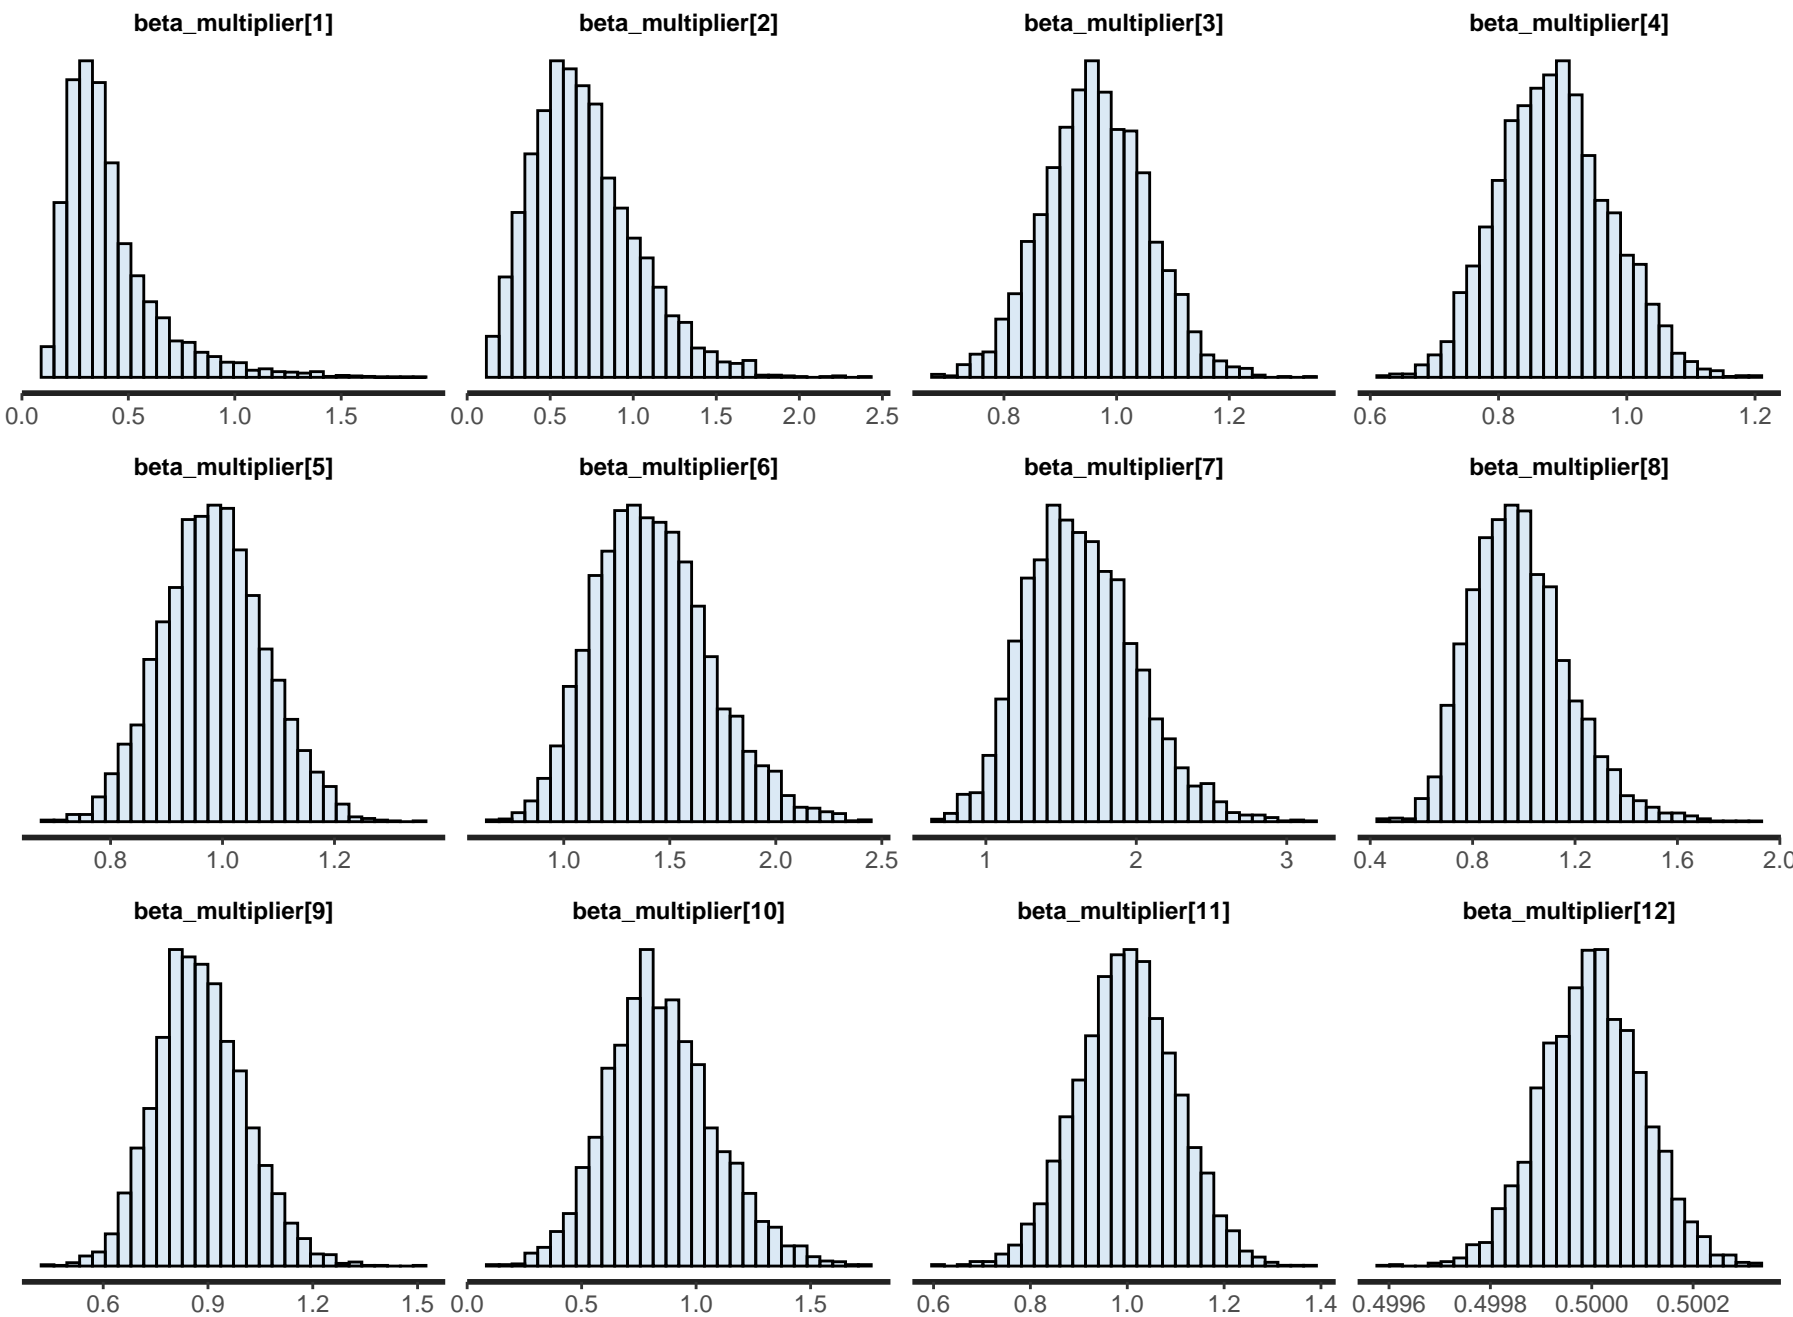 beta_multiplier[1] beta_multiplier[2] beta_multiplier[3] beta_multiplier[4]
0.0 0.5 1.0 1.5 0.0 0.5 1.0 1.5 2.0 2.5 0.8 1.0 1.2 0.6 0.8 1.0 1.2
beta_multiplier[5] beta_multiplier[6] beta_multiplier[7] beta_multiplier[8]
0.8 1.0 1.2 1.0 1.5 2.0 2.5 1 2 3 0.4 0.8 1.2 1.6 2.0
beta_multiplier[9] beta_multiplier[10] beta_multiplier[11] beta_multiplier[12]
0.6 0.9 1.2 1.5 0.0 0.5 1.0 1.5 0.6 0.8 1.0 1.2 1.4 0.4996 0.4998 0.5000 0.5002